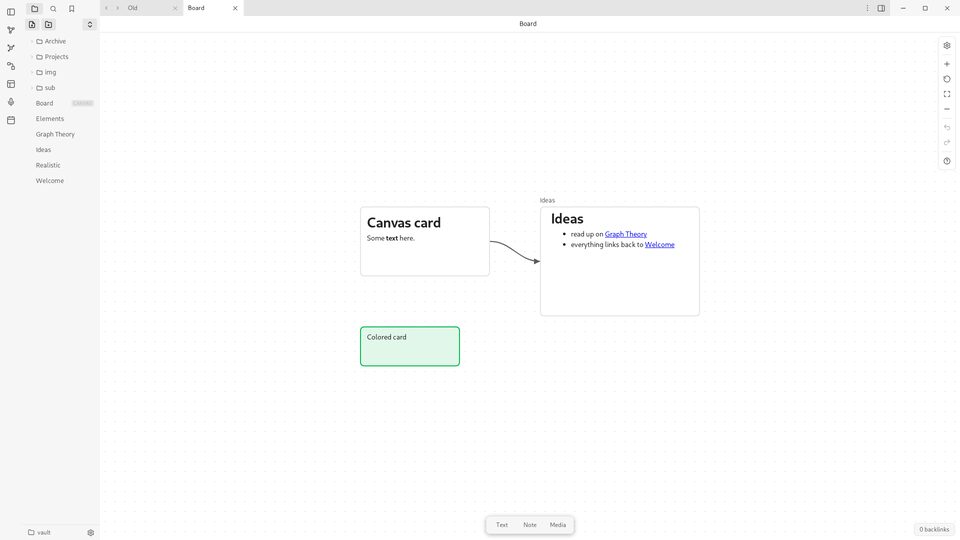 Old
Board
Board
Archive
Projects
img
sub
Board CANVAS
Elements
Graph Theory
Ideas
Realistic
Welcome
Ideas
Canvas card
Some text here.
Ideas
read up on Graph Theory
everything links back to Welcome
Colored card
Text Note Media
vault
0 backlinks